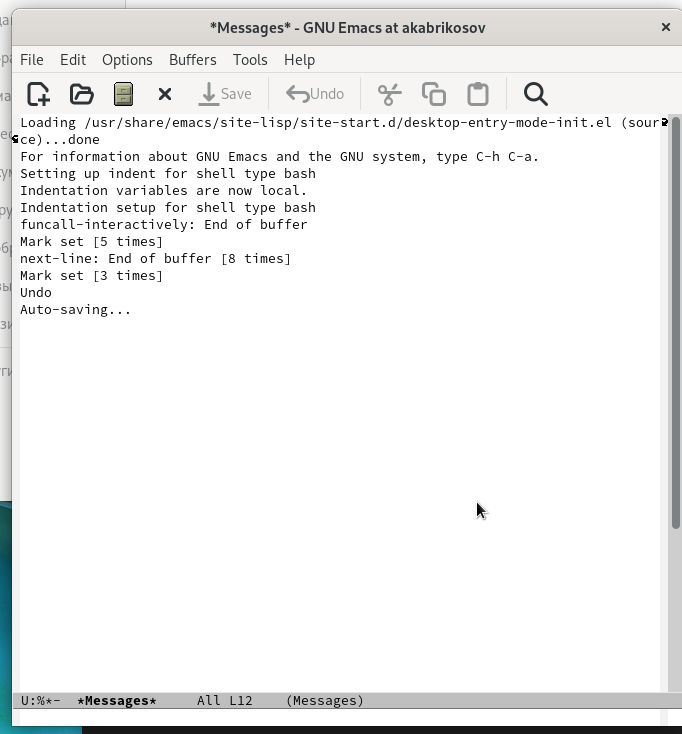 *Messages* - GNU Emacs at akabrikosov
File Edit Options Buffers Tools Help
Save Undo
Loading /usr/share/emacs/site-lisp/site-start.d/desktop-entry-mode-init.el (sour
ce)...done
For information about GNU Emacs and the GNU system, type C-h C-a.
Setting up indent for shell type bash
Indentation variables are now local.
Indentation setup for shell type bash
funcall-interactively: End of buffer
Mark set [5 times]
next-line: End of buffer [8 times]
Mark set [3 times]
Undo
Auto-saving...
U:%*- *Messages* All L12 (Messages)